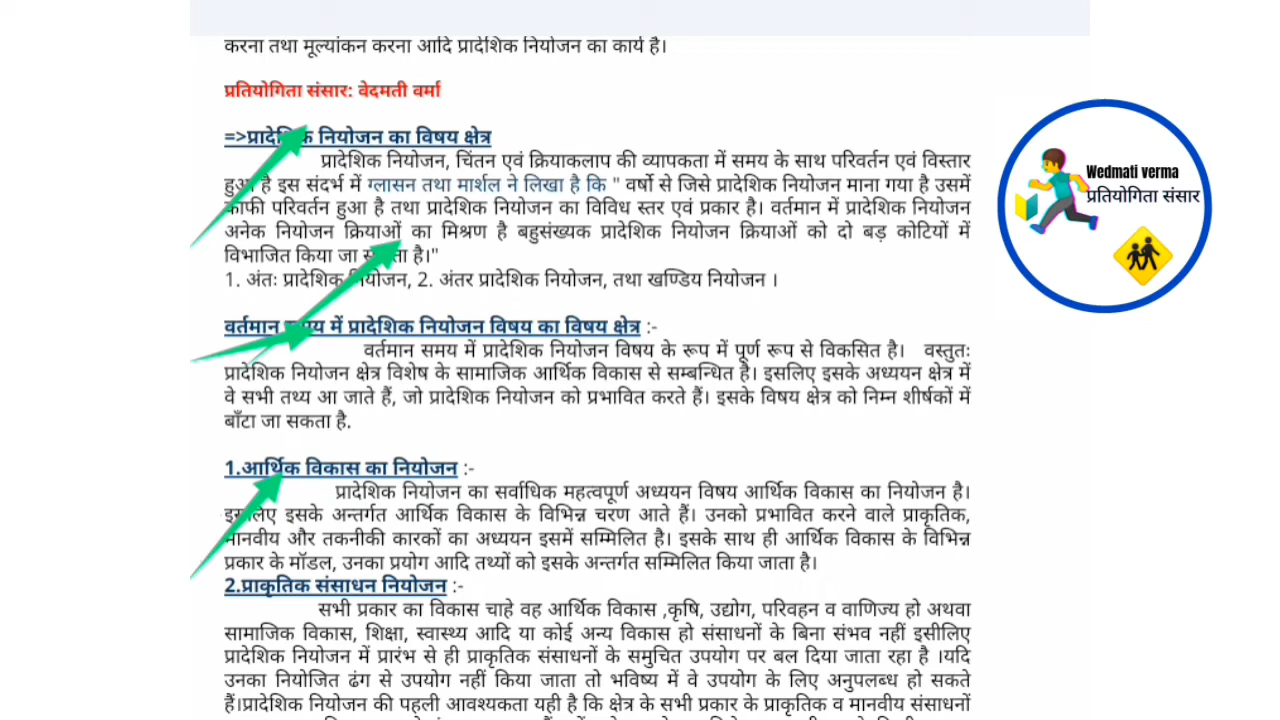 करना तथा मूल्यांकन करना आदि प्रादेशिक नियोजन का कार्य है।
प्रतियोगिता संसार: वेदमती वर्मा
=>प्रादेशिक नियोजन का विषय क्षेत्र
प्रादेशिक नियोजन, चिंतन एवं क्रियाकलाप की व्यापकता में समय के साथ परिवर्तन एवं विस्तार
हुआ है इस संदर्भ में ग्लासन तथा मार्शल ने लिखा है कि " वर्षो से जिसे प्रादेशिक नियोजन माना गया है उसमें
काफी परिवर्तन हुआ है तथा प्रादेशिक नियोजन का विविध स्तर एवं प्रकार है। वर्तमान में प्रादेशिक नियोजन
अनेक नियोजन क्रियाओं का मिश्रण है बहुसंख्यक प्रादेशिक नियोजन क्रियाओं को दो बड़ कोटियों में
विभाजित किया जा सकता है।"
1. अंतः प्रादेशिक नियोजन, 2. अंतर प्रादेशिक नियोजन, तथा खण्डिय नियोजन ।
वर्तमान समय में प्रादेशिक नियोजन विषय का विषय क्षेत्र :-
वर्तमान समय में प्रादेशिक नियोजन विषय के रूप में पूर्ण रूप से विकसित है। वस्तुतः
प्रादेशिक नियोजन क्षेत्र विशेष के सामाजिक आर्थिक विकास से सम्बन्धित है। इसलिए इसके अध्ययन क्षेत्र में
वे सभी तथ्य आ जाते हैं, जो प्रादेशिक नियोजन को प्रभावित करते हैं। इसके विषय क्षेत्र को निम्न शीर्षकों में
बाँटा जा सकता है.
1.आर्थिक विकास का नियोजन :-
प्रादेशिक नियोजन का सर्वाधिक महत्वपूर्ण अध्ययन विषय आर्थिक विकास का नियोजन है।
इसलिए इसके अन्तर्गत आर्थिक विकास के विभिन्न चरण आते हैं। उनको प्रभावित करने वाले प्राकृतिक,
मानवीय और तकनीकी कारकों का अध्ययन इसमें सम्मिलित है। इसके साथ ही आर्थिक विकास के विभिन्न
प्रकार के मॉडल, उनका प्रयोग आदि तथ्यों को इसके अन्तर्गत सम्मिलित किया जाता है।
2.प्राकृतिक संसाधन नियोजन :-
सभी प्रकार का विकास चाहे वह आर्थिक विकास ,कृषि, उद्योग, परिवहन व वाणिज्य हो अथवा
सामाजिक विकास, शिक्षा, स्वास्थ्य आदि या कोई अन्य विकास हो संसाधनों के बिना संभव नहीं इसीलिए
प्रादेशिक नियोजन में प्रारंभ से ही प्राकृतिक संसाधनों के समुचित उपयोग पर बल दिया जाता रहा है ।यदि
उनका नियोजित ढंग से उपयोग नहीं किया जाता तो भविष्य में वे उपयोग के लिए अनुपलब्ध हो सकते
हैं।प्रादेशिक नियोजन की पहली आवश्यकता यही है कि क्षेत्र के सभी प्रकार के प्राकृतिक व मानवीय संसाधनों
Wedmati verma
प्रतियोगिता संसार